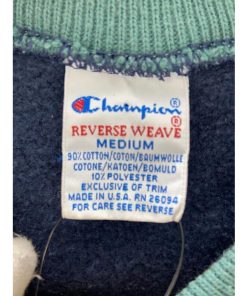 Champion®
®
REVERSE WEAVE
MEDIUM
90% COTTON/COTON/BAUMWOLLE
COTONE/KATOEN/BOMULD
10% POLYESTER
EXCLUSIVE OF TRIM
MADE IN U.S.A. RN 26094
FOR CARE SEE REVERSE